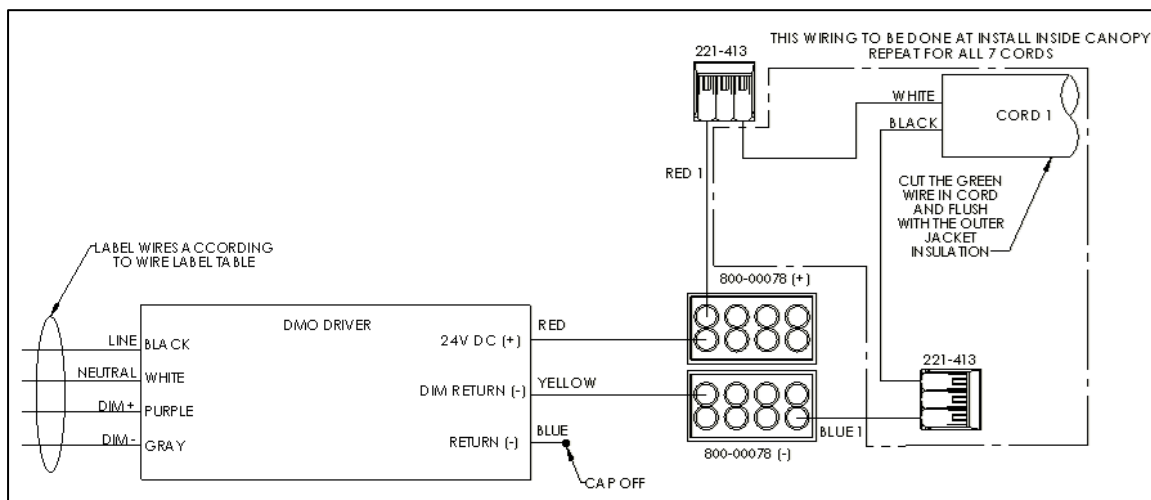 THIS WIRING TO BE DONE AT INSTALL INSIDE CANOPY
REPEAT FOR ALL 7 CORDS
221-413
WHITE
BLACK
CORD 1
RED 1
CUT THE GREEN
WIRE IN CORD
AND FLUSH
WITH THE OUTER
JACKET
INSULATION
LABEL WIRES ACCORDING
TO WIRE LABEL TABLE
800-00078 (+)
DMO DRIVER
LINE
BLACK
24V DC (+)
RED
NEUTRAL
WHITE
DIM+
PURPLE
DIM RETURN (-)
YELLOW
DIM-
GRAY
RETURN (-)
BLUE
CAP OFF
221-413
BLUE 1
800-00078 (-)